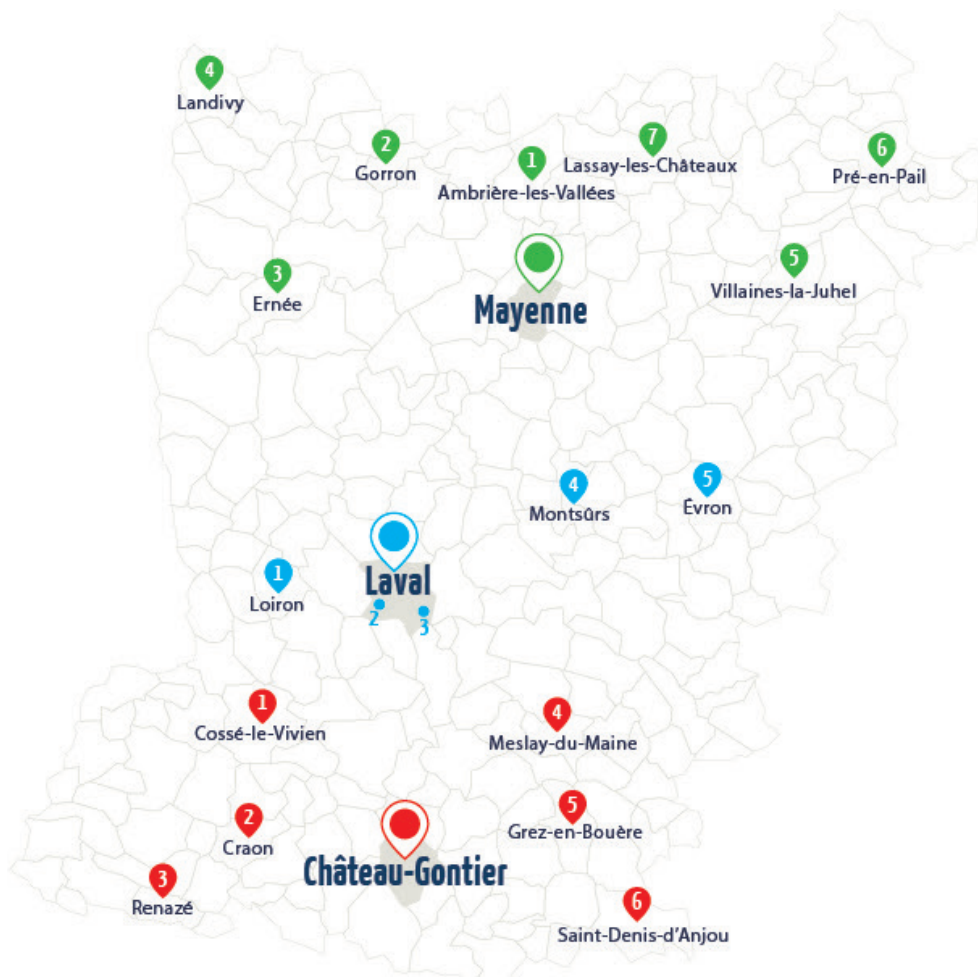 4
Landivy
2
Gorron
1
Ambrière-les-Vallées
7
Lassay-les-Châteaux
6
Pré-en-Pail
3
Ernée
Mayenne
5
Villaines-la-Juhel
4
Montsûrs
5
Évron
1
Loiron
Laval
2
3
1
Cossé-le-Vivien
4
Meslay-du-Maine
2
Craon
Château-Gontier
5
Grez-en-Bouère
3
Renazé
6
Saint-Denis-d'Anjou